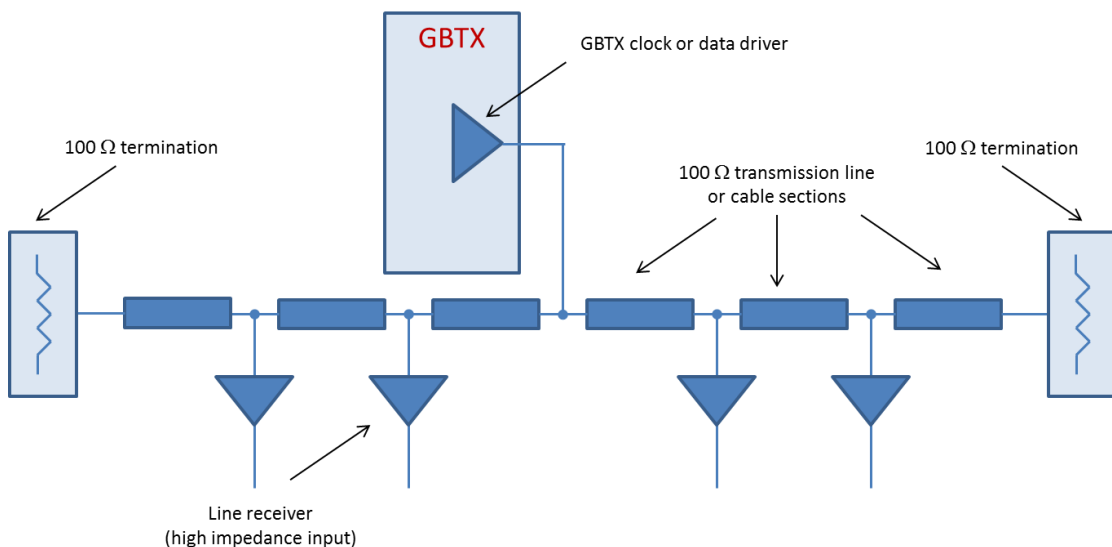 GBTX
GBTX clock or data driver
100 Ω termination
100 Ω transmission line
or cable sections
100 Ω termination
Line receiver
(high impedance input)